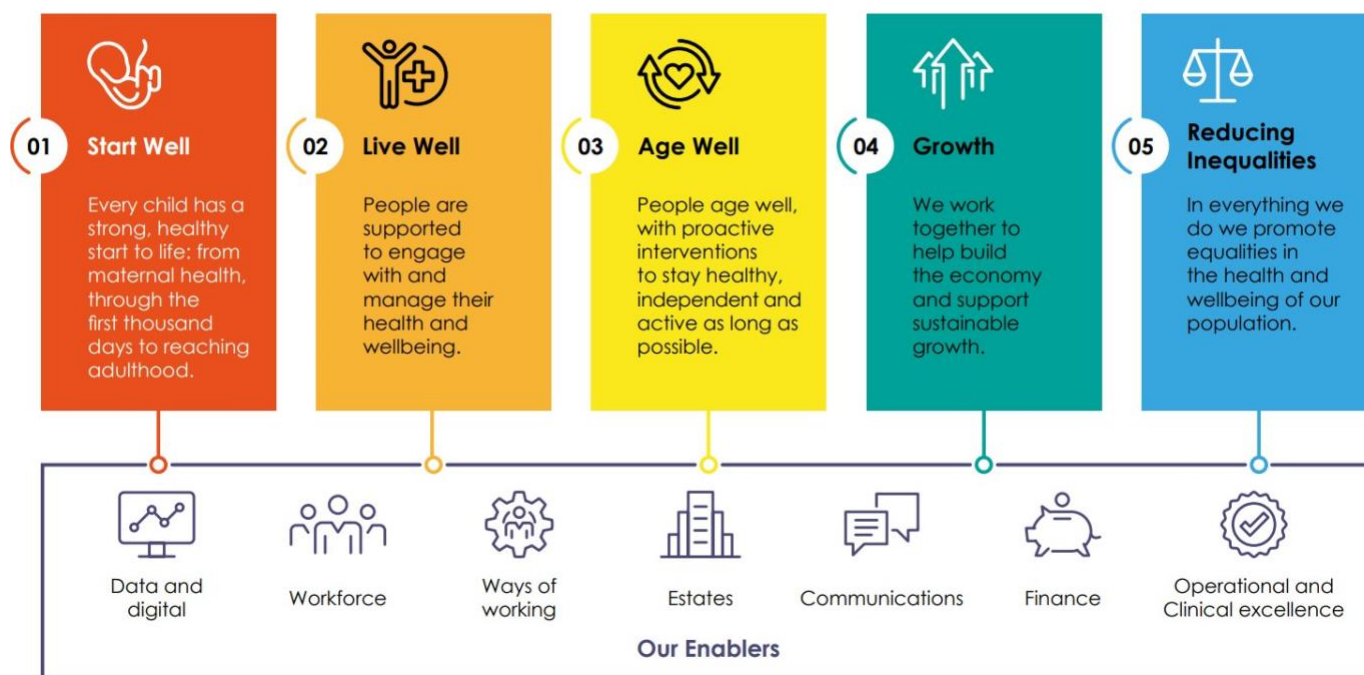 01
Start Well
Every child has a
strong, healthy
start to life: from
maternal health,
through the
first thousand
days to reaching
adulthood.
02
Live Well
People are
supported
to engage
with and
manage their
health and
wellbeing.
03
Age Well
People age well,
with proactive
interventions
to stay healthy,
independent and
active as long as
possible.
04
Growth
We work
together to
help build
the economy
and support
sustainable
growth.
05
Reducing
Inequalities
In everything we
do we promote
equalities in
the health and
wellbeing of our
population.
Data and
digital
Workforce
Ways of
working
Estates
Communications
Finance
Operational and
Clinical excellence
Our Enablers